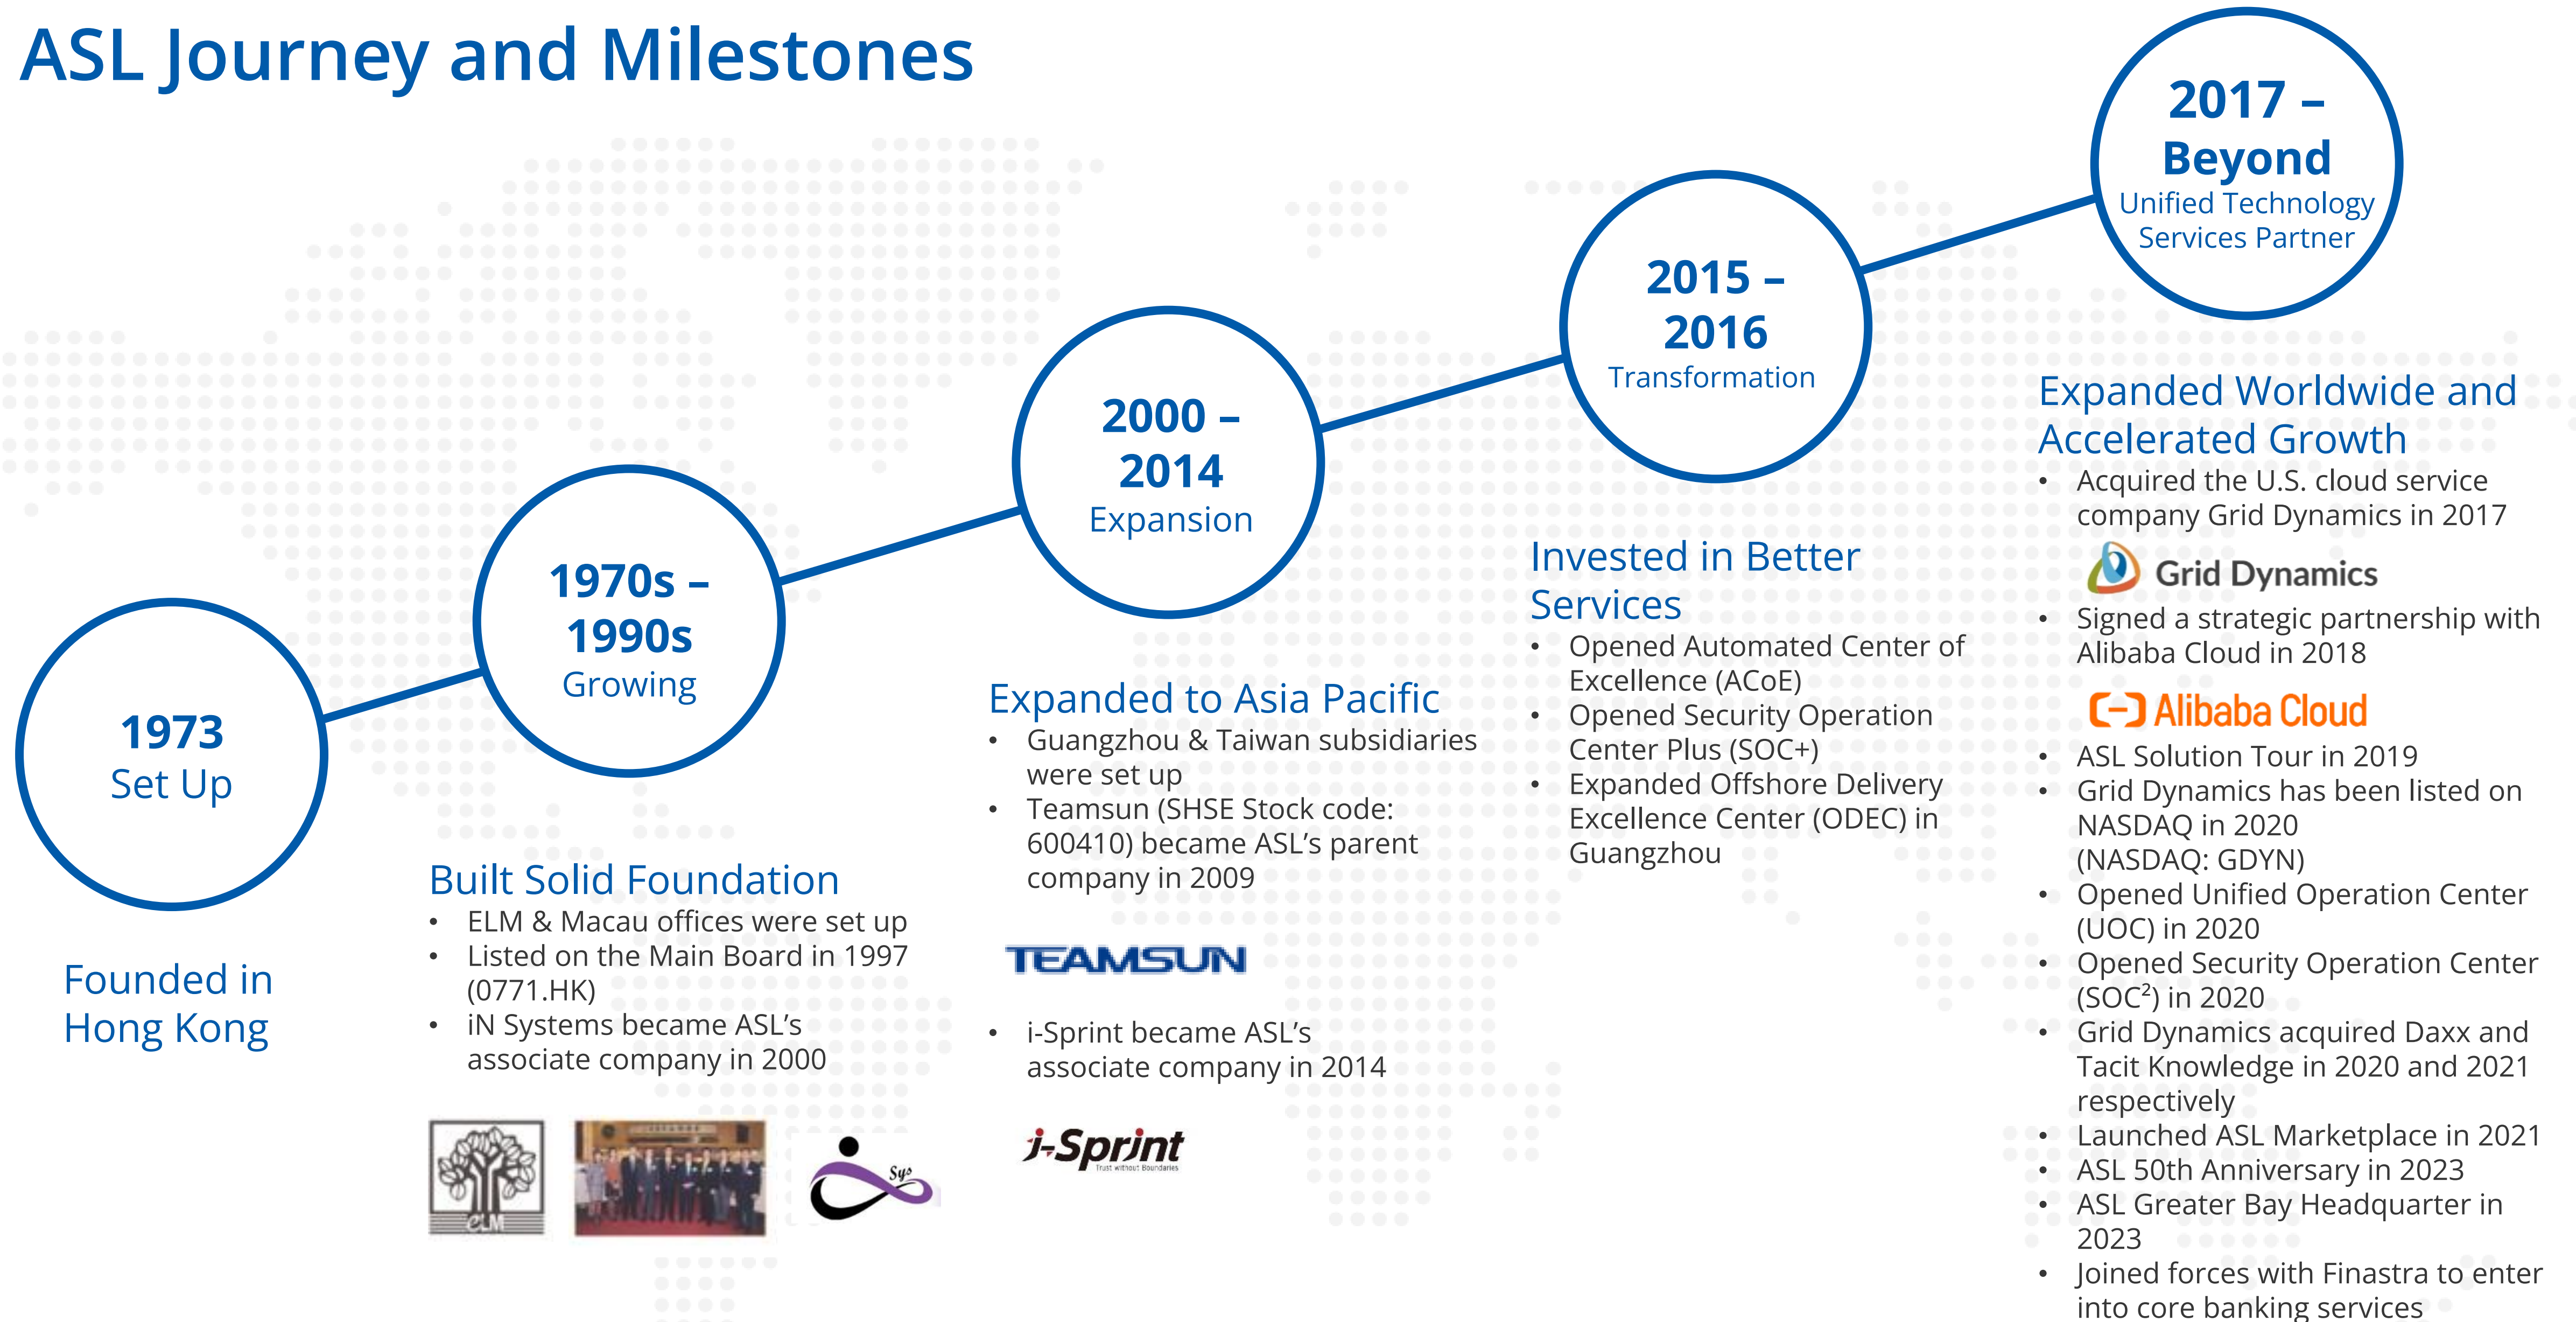 ASL Journey and Milestones
1973
Set Up
Founded in
Hong Kong
1970s –
1990s
Growing
Built Solid Foundation
• ELM & Macau offices were set up
• Listed on the Main Board in 1997
(0771.HK)
• iN Systems became ASL’s
associate company in 2000
eLM
Sys
2000 –
2014
Expansion
Expanded to Asia Pacific
• Guangzhou & Taiwan subsidiaries
were set up
• Teamsun (SHSE Stock code:
600410) became ASL’s parent
company in 2009
TEAMSUN
• i-Sprint became ASL’s
associate company in 2014
i-Sprint
Trust without Boundaries
2015 –
2016
Transformation
Invested in Better
Services
• Opened Automated Center of
Excellence (ACoE)
• Opened Security Operation
Center Plus (SOC+)
• Expanded Offshore Delivery
Excellence Center (ODEC) in
Guangzhou
2017 –
Beyond
Unified Technology
Services Partner
Expanded Worldwide and
Accelerated Growth
• Acquired the U.S. cloud service
company Grid Dynamics in 2017
Grid Dynamics
• Signed a strategic partnership with
Alibaba Cloud in 2018
Alibaba Cloud
• ASL Solution Tour in 2019
• Grid Dynamics has been listed on
NASDAQ in 2020
(NASDAQ: GDYN)
• Opened Unified Operation Center
(UOC) in 2020
• Opened Security Operation Center
(SOC²) in 2020
• Grid Dynamics acquired Daxx and
Tacit Knowledge in 2020 and 2021
respectively
• Launched ASL Marketplace in 2021
• ASL 50th Anniversary in 2023
• ASL Greater Bay Headquarter in
2023
• Joined forces with Finastra to enter
into core banking services